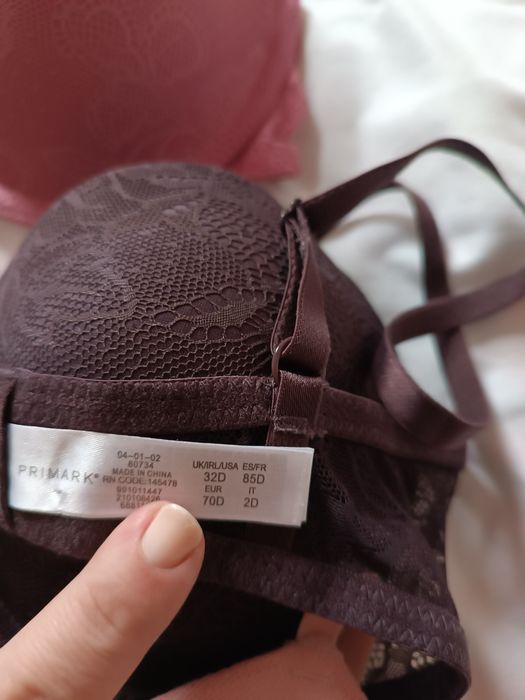 PRIMARK®
04-01-02
60734
MADE IN CHINA
RN CODE:145478
991011447
UK/IRL/USA ES/FR
32D 85D
EUR IT
70D 2D